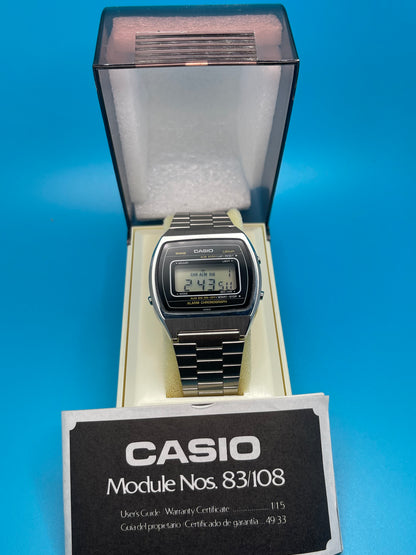 CASIO
ALARM CHRONOGRAPH
CASIO
Module Nos. 83/108
User's Guide / Warranty Certificate .................... 1/15
Guía del propietario / Certificado de garantía ... 49/33